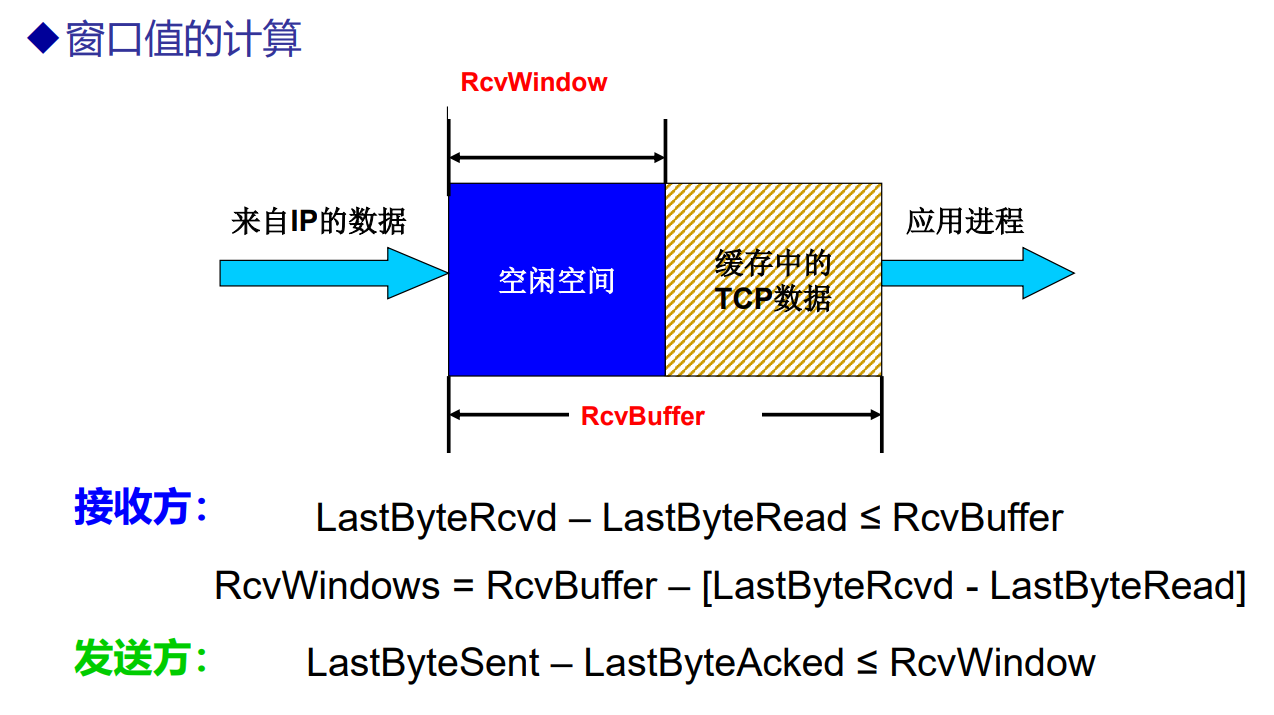 ◆窗口值的计算
RcvWindow
来自IP的数据
应用进程
空闲空间
缓存中的
TCP数据
RcvBuffer
接收方：
LastByteRcvd – LastByteRead ≤ RcvBuffer
RcvWindows = RcvBuffer – [LastByteRcvd - LastByteRead]
发送方：
LastByteSent – LastByteAcked ≤ RcvWindow